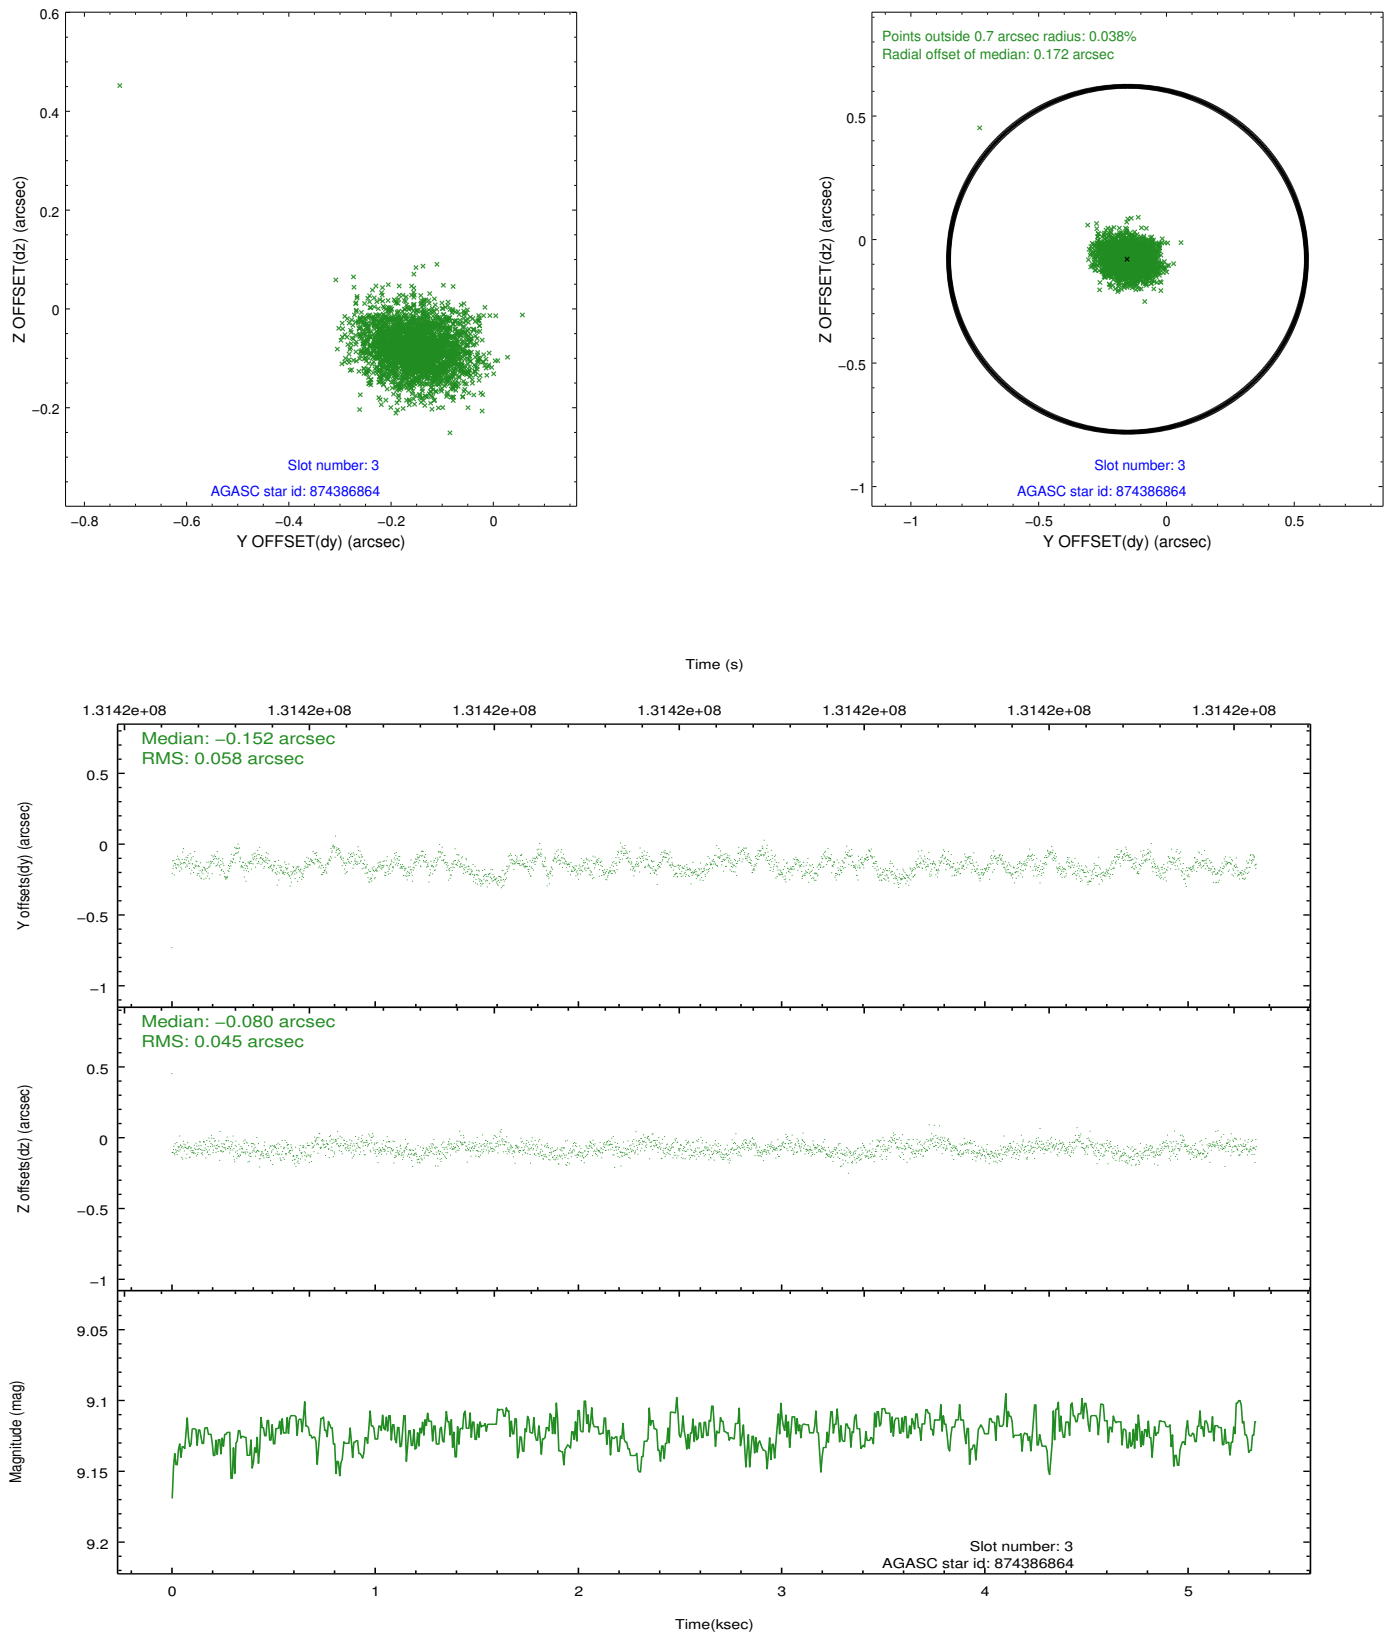 0.6
0.4
0.2
0
−0.2
Z OFFSET(dz) (arcsec)
Slot number: 3
AGASC star id: 874386864
−0.8 −0.6 −0.4 −0.2 0
Y OFFSET(dy) (arcsec)
Points outside 0.7 arcsec radius: 0.038%
Radial offset of median: 0.172 arcsec
0.5
0
−0.5
−1
Z OFFSET(dz) (arcsec)
Slot number: 3
AGASC star id: 874386864
−1 −0.5 0 0.5
Y OFFSET(dy) (arcsec)
Time (s)
1.3142e+08 1.3142e+08 1.3142e+08 1.3142e+08 1.3142e+08 1.3142e+08 1.3142e+08
Median: −0.152 arcsec
RMS: 0.058 arcsec
0.5
0
−0.5
−1
Y offsets(dy) (arcsec)
Median: −0.080 arcsec
RMS: 0.045 arcsec
0.5
0
−0.5
−1
Z offsets(dz) (arcsec)
9.05
9.1
9.15
9.2
Magnitude (mag)
Slot number: 3
AGASC star id: 874386864
0 1 2 3 4 5
Time(ksec)